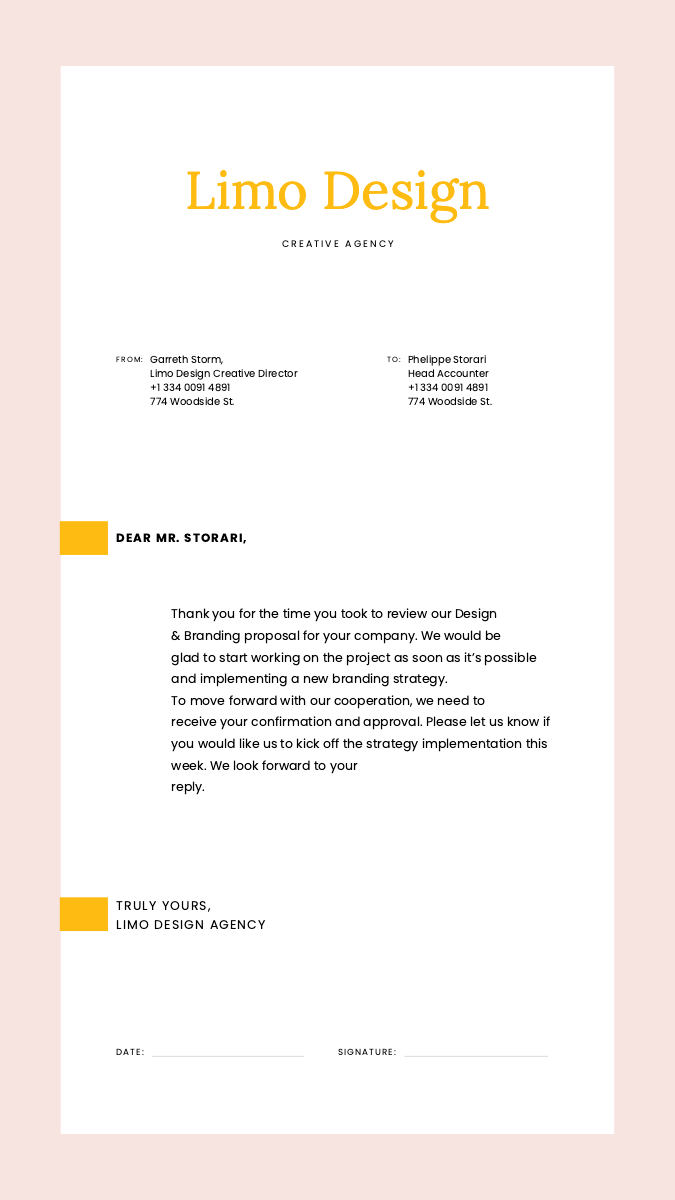 Limo Design
CREATIVE AGENCY
FROM:
Garreth Storm,
Limo Design Creative Director
+1 334 0091 4891
774 Woodside St.
TO:
Phelippe Storari
Head Accounter
+1 334 0091 4891
774 Woodside St.
DEAR MR. STORARI,
Thank you for the time you took to review our Design
& Branding proposal for your company. We would be
glad to start working on the project as soon as it's possible
and implementing a new branding strategy.
To move forward with our cooperation, we need to
receive your confirmation and approval. Please let us know if
you would like us to kick off the strategy implementation this
week. We look forward to your
reply.
TRULY YOURS,
LIMO DESIGN AGENCY
DATE:
SIGNATURE: